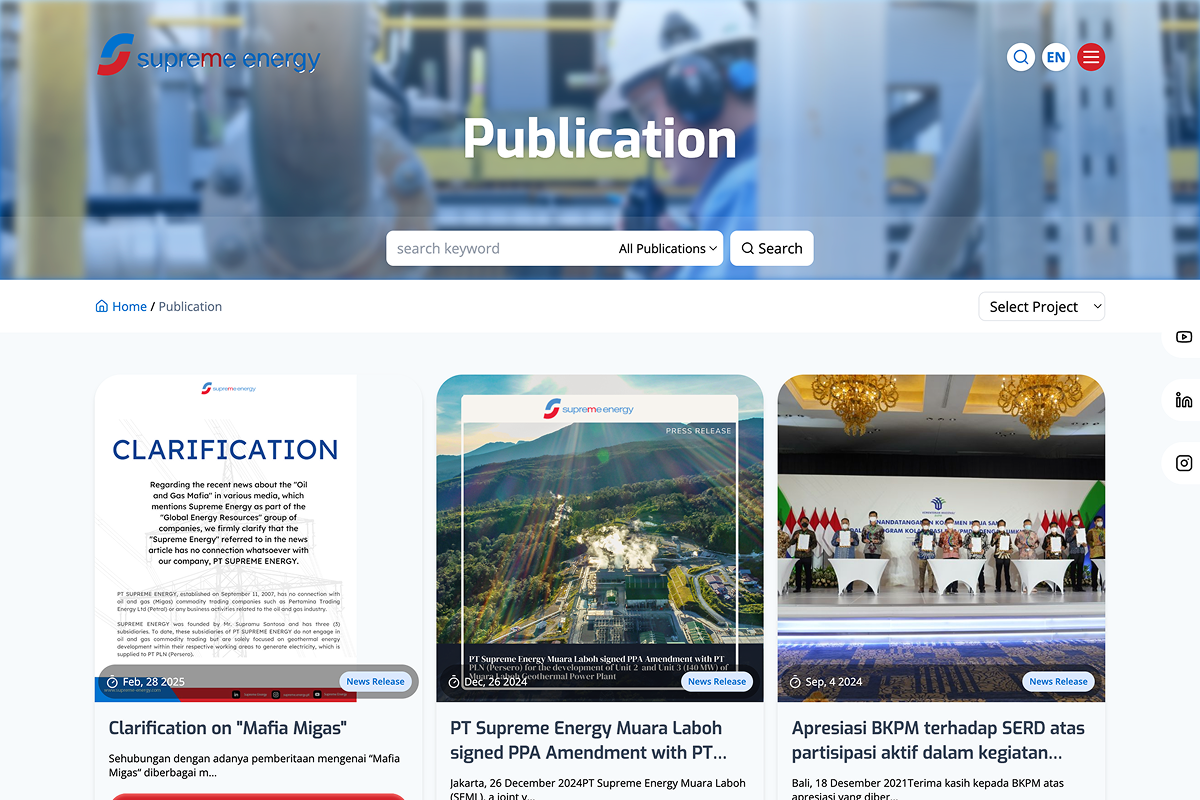 supreme energy
EN
Publication
search keyword
All Publications
Search
Home / Publication
Select Project
supreme energy
CLARIFICATION
Regarding the recent news about the "Oil
and Gas Mafia" in various media, which
mentions Supreme Energy as part of the
"Global Energy Resources" group of
companies, we firmly clarify that the
"Supreme Energy" referred to in the news
article has no connection whatsoever with
our company, PT SUPREME ENERGY.
PT SUPREME ENERGY, established on September 11, 2007, has no connection with
oil and gas (Migas) commodity trading companies such as Pertamina Trading
Energy Ltd (Petral) or any business activities related to the oil and gas industry.
SUPREME ENERGY was founded by Mr. Supramu Santosa and has three (3)
subsidiaries. To date, these subsidiaries of PT SUPREME ENERGY do not engage in
oil and gas commodity trading but are solely focused on geothermal energy
development within their respective working areas to generate electricity, which is
supplied to PT PLN (Persero).
www.supreme-energy.com
Feb, 28 2025
News Release
Clarification on "Mafia Migas"
Sehubungan dengan adanya pemberitaan mengenai “Mafia
Migas” diberbagai m...
supreme energy
PRESS RELEASE
PT Supreme Energy Muara Laboh signed PPA Amendment with PT
PLN (Persero) for the development of Unit 2 and Unit 3 (140 MW) of
Muara Laboh Geothermal Power Plant
Dec, 26 2024
News Release
PT Supreme Energy Muara Laboh
signed PPA Amendment with PT...
Jakarta, 26 December 2024PT Supreme Energy Muara Laboh
(SEML), a joint v...
Sep, 4 2024
News Release
Apresiasi BKPM terhadap SERD atas
partisipasi aktif dalam kegiatan...
Bali, 18 Desember 2021Terima kasih kepada BKPM atas
apresiasi yang diber...